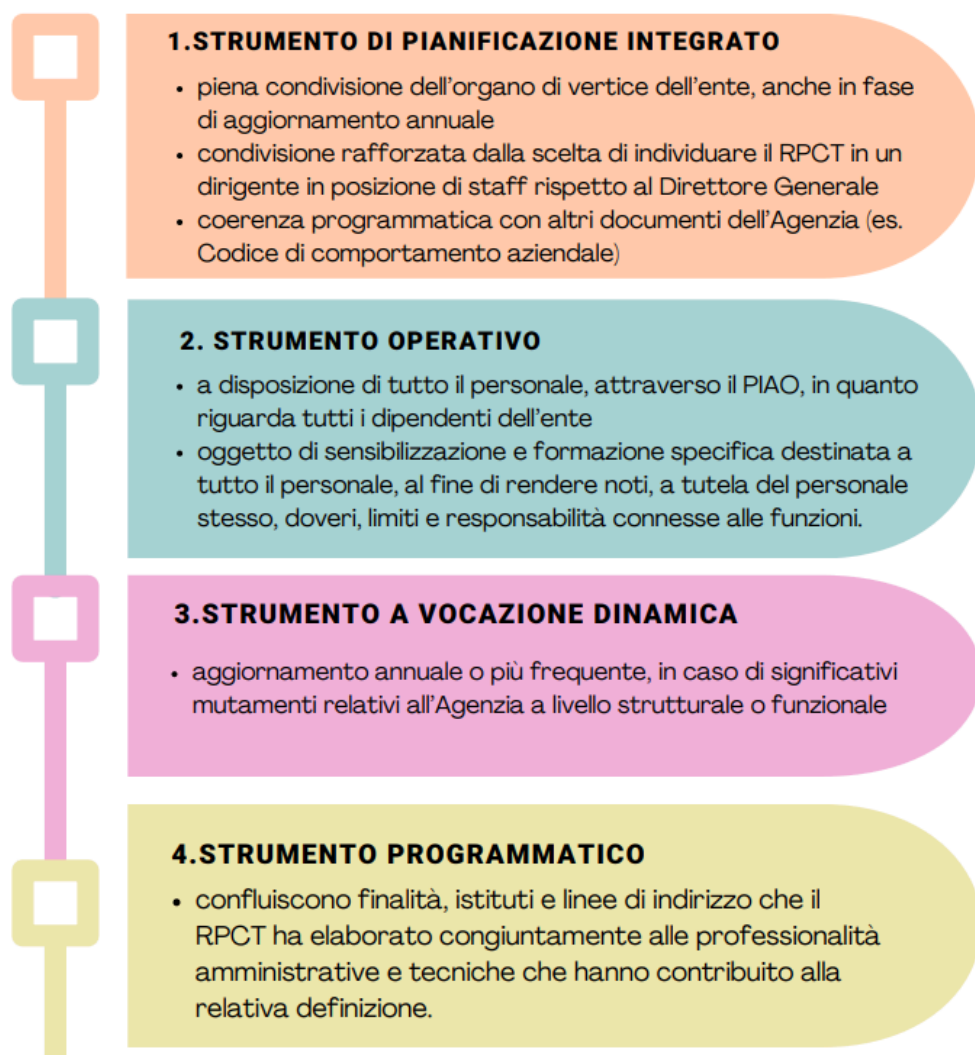 1.STRUMENTO DI PIANIFICAZIONE INTEGRATO
• piena condivisione dell'organo di vertice dell'ente, anche in fase
di aggiornamento annuale
• condivisione rafforzata dalla scelta di individuare il RPCT in un
dirigente in posizione di staff rispetto al Direttore Generale
• coerenza programmatica con altri documenti dell'Agenzia (es.
Codice di comportamento aziendale)
2. STRUMENTO OPERATIVO
• a disposizione di tutto il personale, attraverso il PIAO, in quanto
riguarda tutti i dipendenti dell'ente
• oggetto di sensibilizzazione e formazione specifica destinata a
tutto il personale, al fine di rendere noti, a tutela del personale
stesso, doveri, limiti e responsabilità connesse alle funzioni.
3.STRUMENTO A VOCAZIONE DINAMICA
• aggiornamento annuale o più frequente, in caso di significativi
mutamenti relativi all'Agenzia a livello strutturale o funzionale
4.STRUMENTO PROGRAMMATICO
• confluiscono finalità, istituti e linee di indirizzo che il
RPCT ha elaborato congiuntamente alle professionalità
amministrative e tecniche che hanno contribuito alla
relativa definizione.